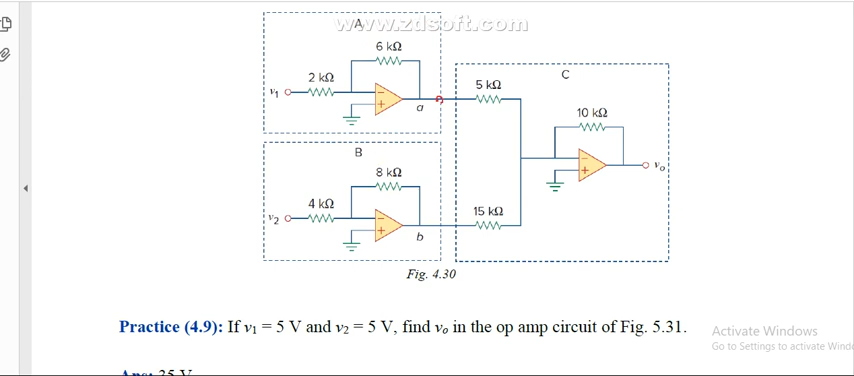 www.zdsoft.com
A
6 kΩ
2 kΩ
v1
a
5 kΩ
C
10 kΩ
vo
B
8 kΩ
4 kΩ
v2
b
15 kΩ
Fig. 4.30
Practice (4.9): If v1 = 5 V and v2 = 5 V, find vo in the op amp circuit of Fig. 5.31.
Activate Windows
Go to Settings to activate Wind